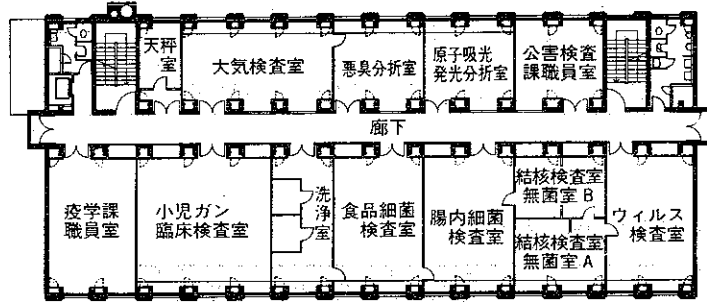 天秤
室
大気検査室
悪臭分折室
原子吸光
発光分折室
公害検査
課職員室
廊下
疫学課
職員室
小児ガン
臨床検査室
洗
浄
室
食品細菌
検査室
腸内細菌
検査室
結核検査室
無菌室B
結核検査室
無菌室A
ウィルス
検査室